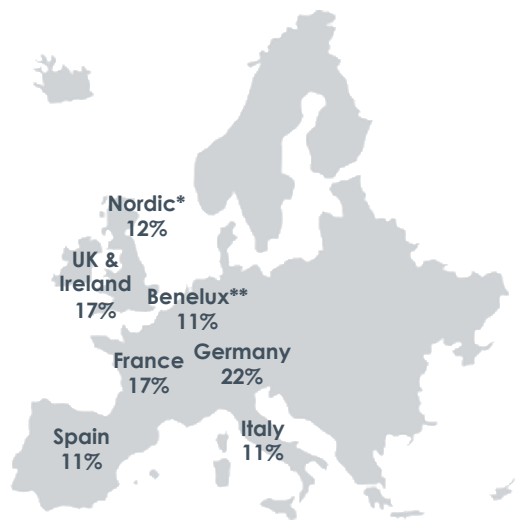 Nordic*
12%
UK &
Ireland
17%
Benelux**
11%
France
17%
Germany
22%
Spain
11%
Italy
11%